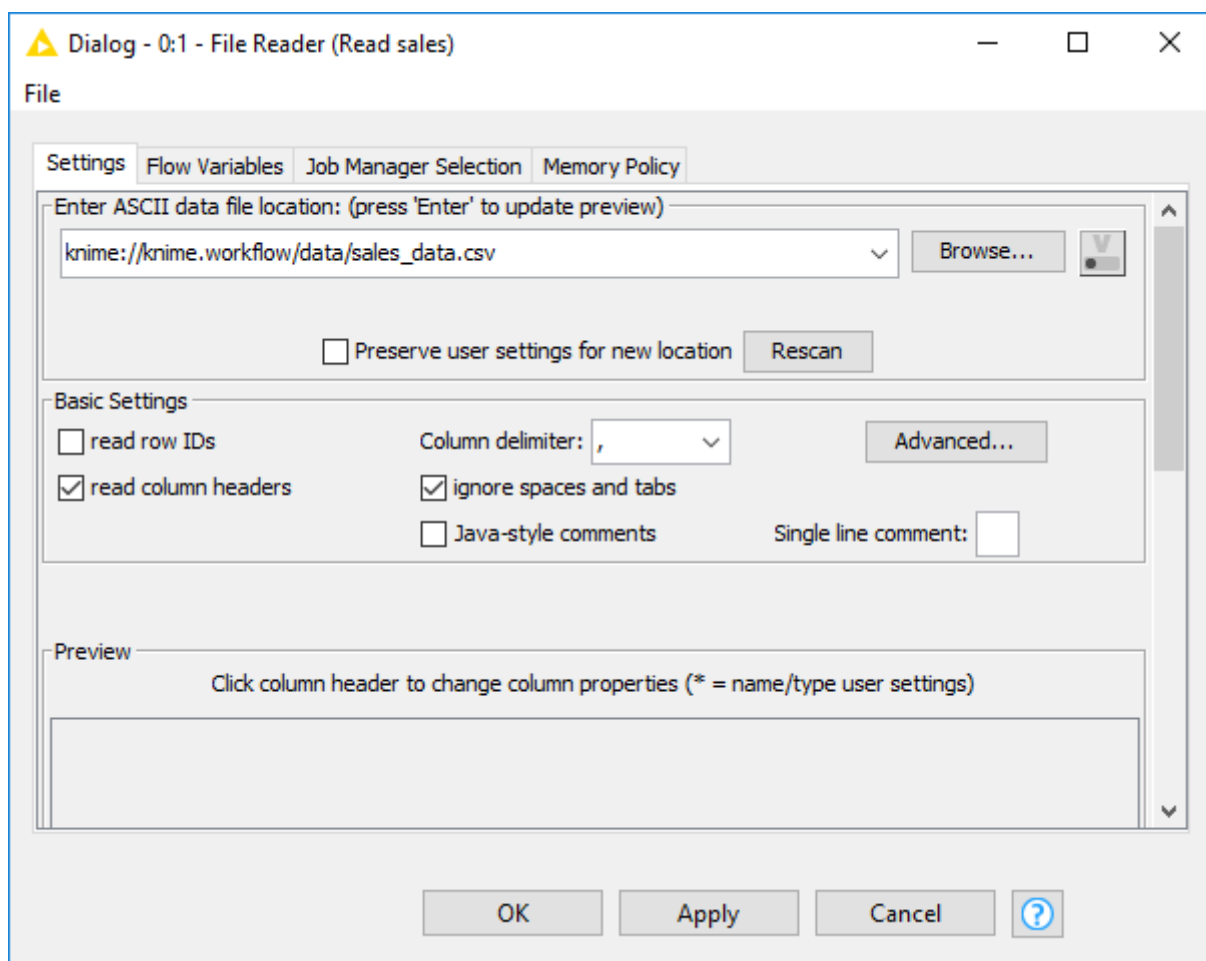 Dialog - 0:1 - File Reader (Read sales)
File
Settings Flow Variables Job Manager Selection Memory Policy
Enter ASCII data file location: (press 'Enter' to update preview)
knime://knime.workflow/data/sales_data.csv Browse... V
Preserve user settings for new location Rescan
Basic Settings
read row IDs Column delimiter: , Advanced...
read column headers ignore spaces and tabs
Java-style comments Single line comment:
Preview
Click column header to change column properties (* = name/type user settings)
OK Apply Cancel ?